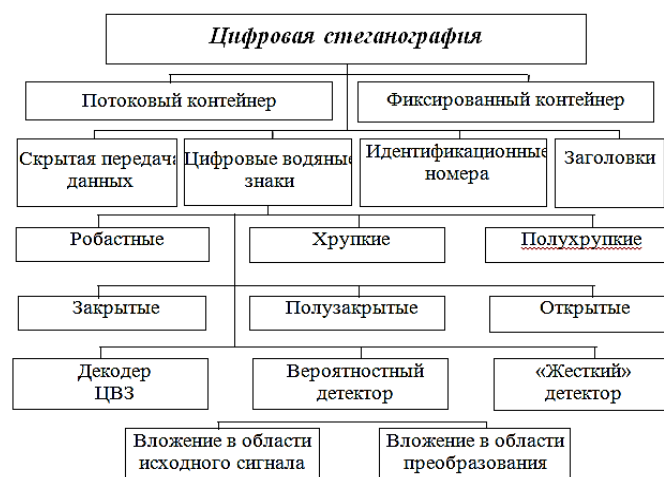 Цифровая стеганография
Потоковый контейнер
Фиксированный контейнер
Скрытая передача
данных
Цифровые водяные
знаки
Идентификационные
номера
Заголовки
Робастные
Хрупкие
Полухрупкие
Закрытые
Полузакрытые
Открытые
Декодер
ЦВЗ
Вероятностный
детектор
«Жесткий»
детектор
Вложение в области
исходного сигнала
Вложение в области
преобразования